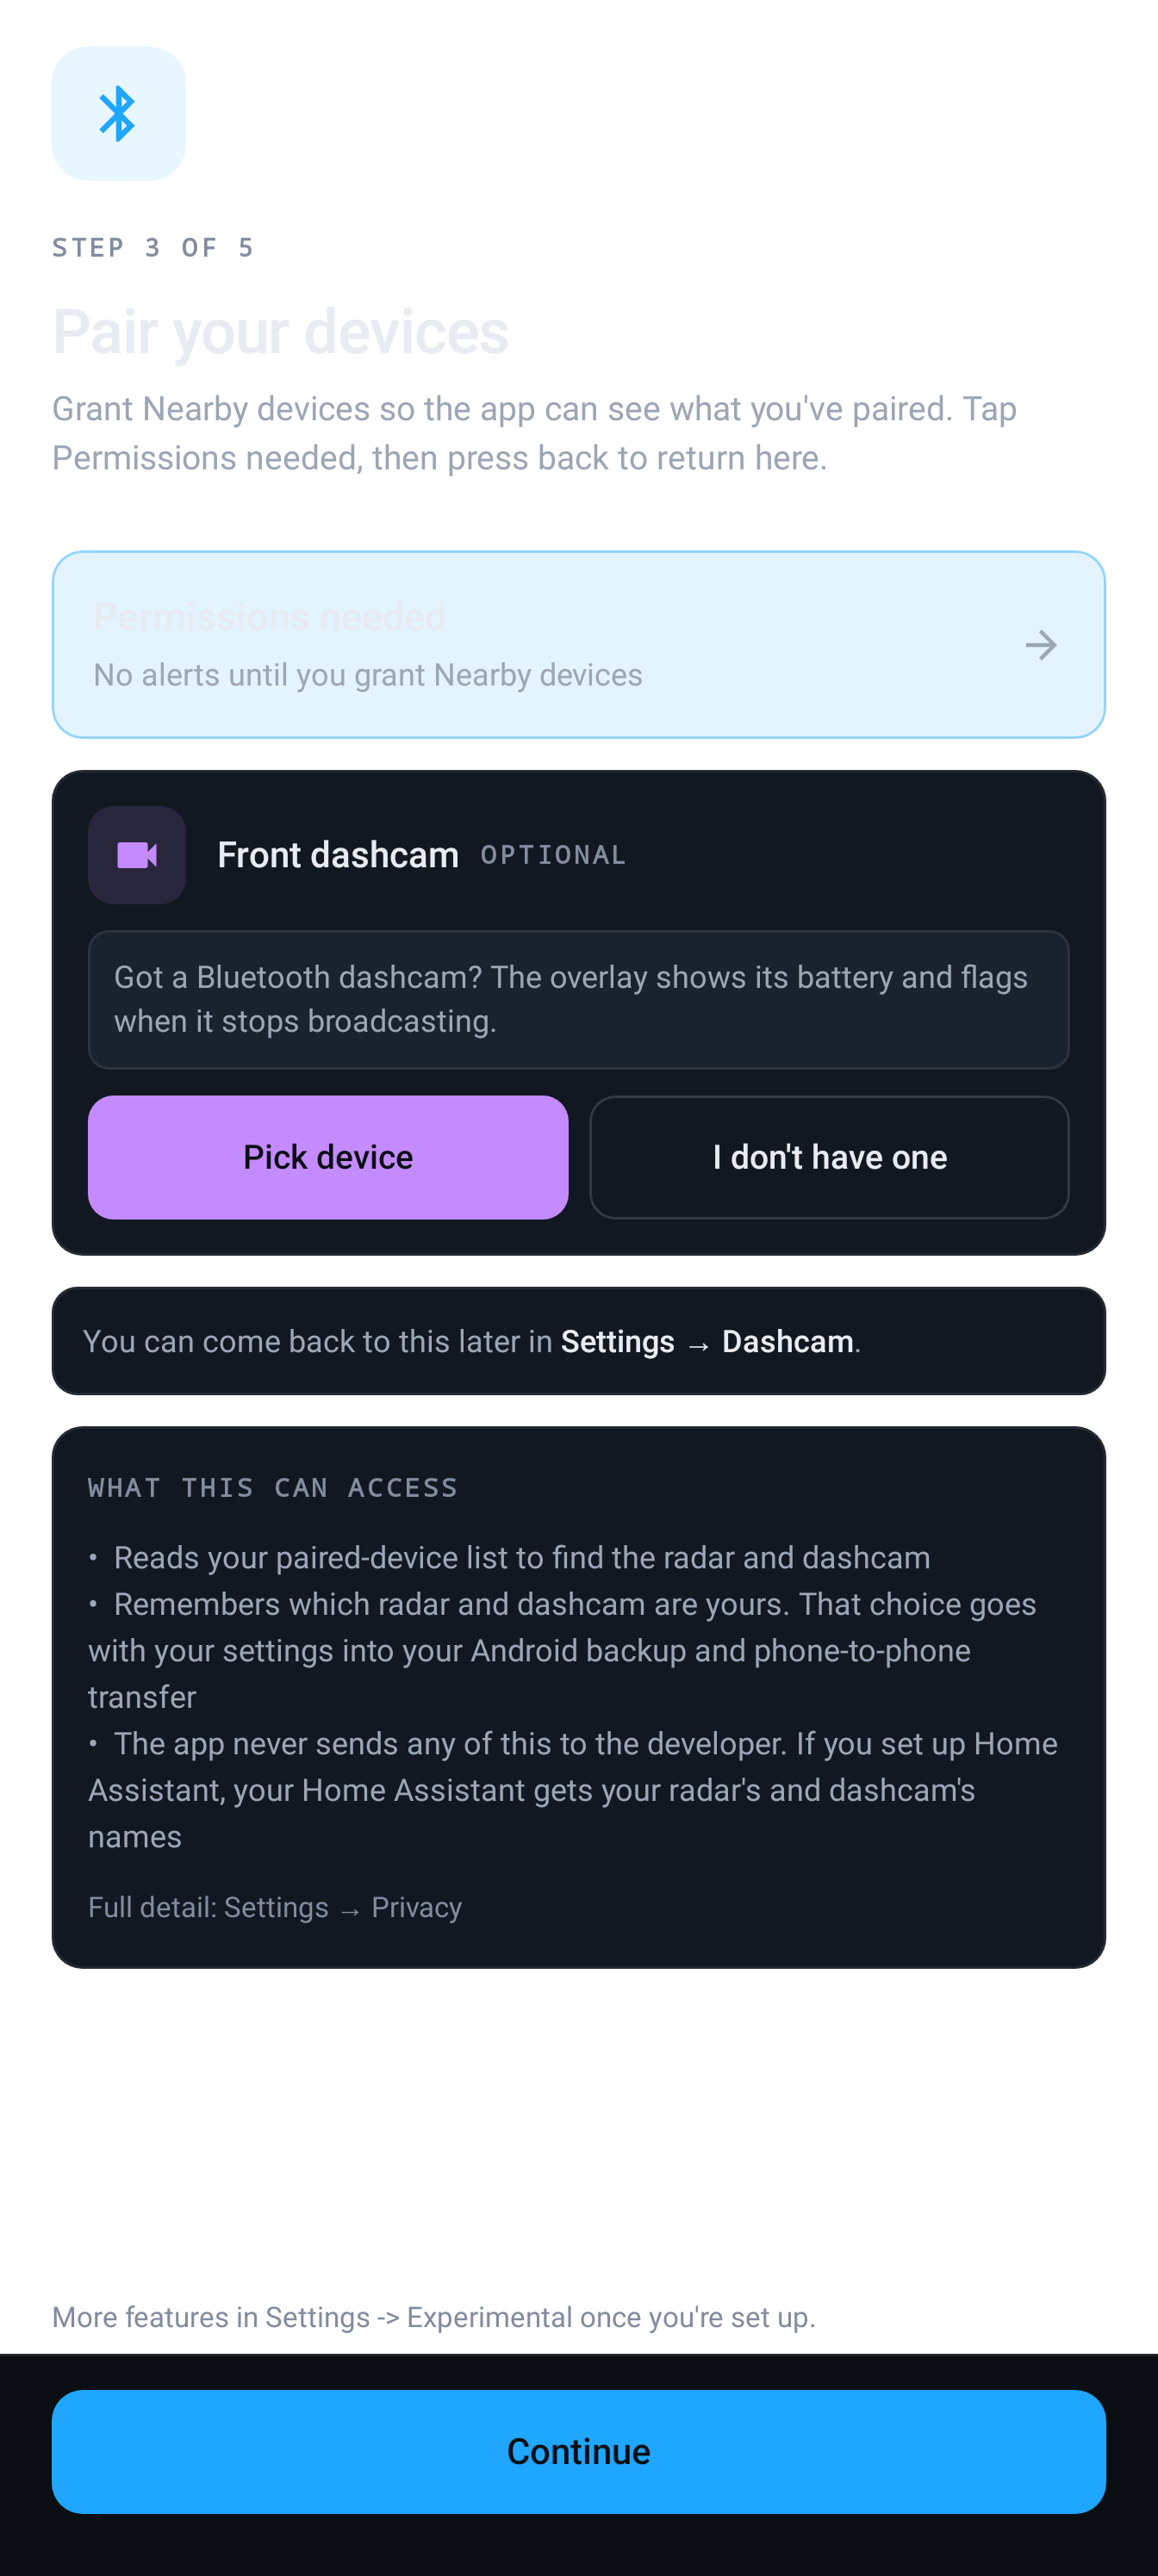 STEP 3 OF 5
Pair your devices
Grant Nearby devices so the app can see what you've paired. Tap
Permissions needed, then press back to return here.
Permissions needed
No alerts until you grant Nearby devices
Front dashcam OPTIONAL
Got a Bluetooth dashcam? The overlay shows its battery and flags
when it stops broadcasting.
Pick device
I don't have one
You can come back to this later in Settings → Dashcam.
WHAT THIS CAN ACCESS
• Reads your paired-device list to find the radar and dashcam
• Remembers which radar and dashcam are yours. That choice goes
with your settings into your Android backup and phone-to-phone
transfer
• The app never sends any of this to the developer. If you set up Home
Assistant, your Home Assistant gets your radar's and dashcam's
names
Full detail: Settings → Privacy
More features in Settings -> Experimental once you're set up.
Continue